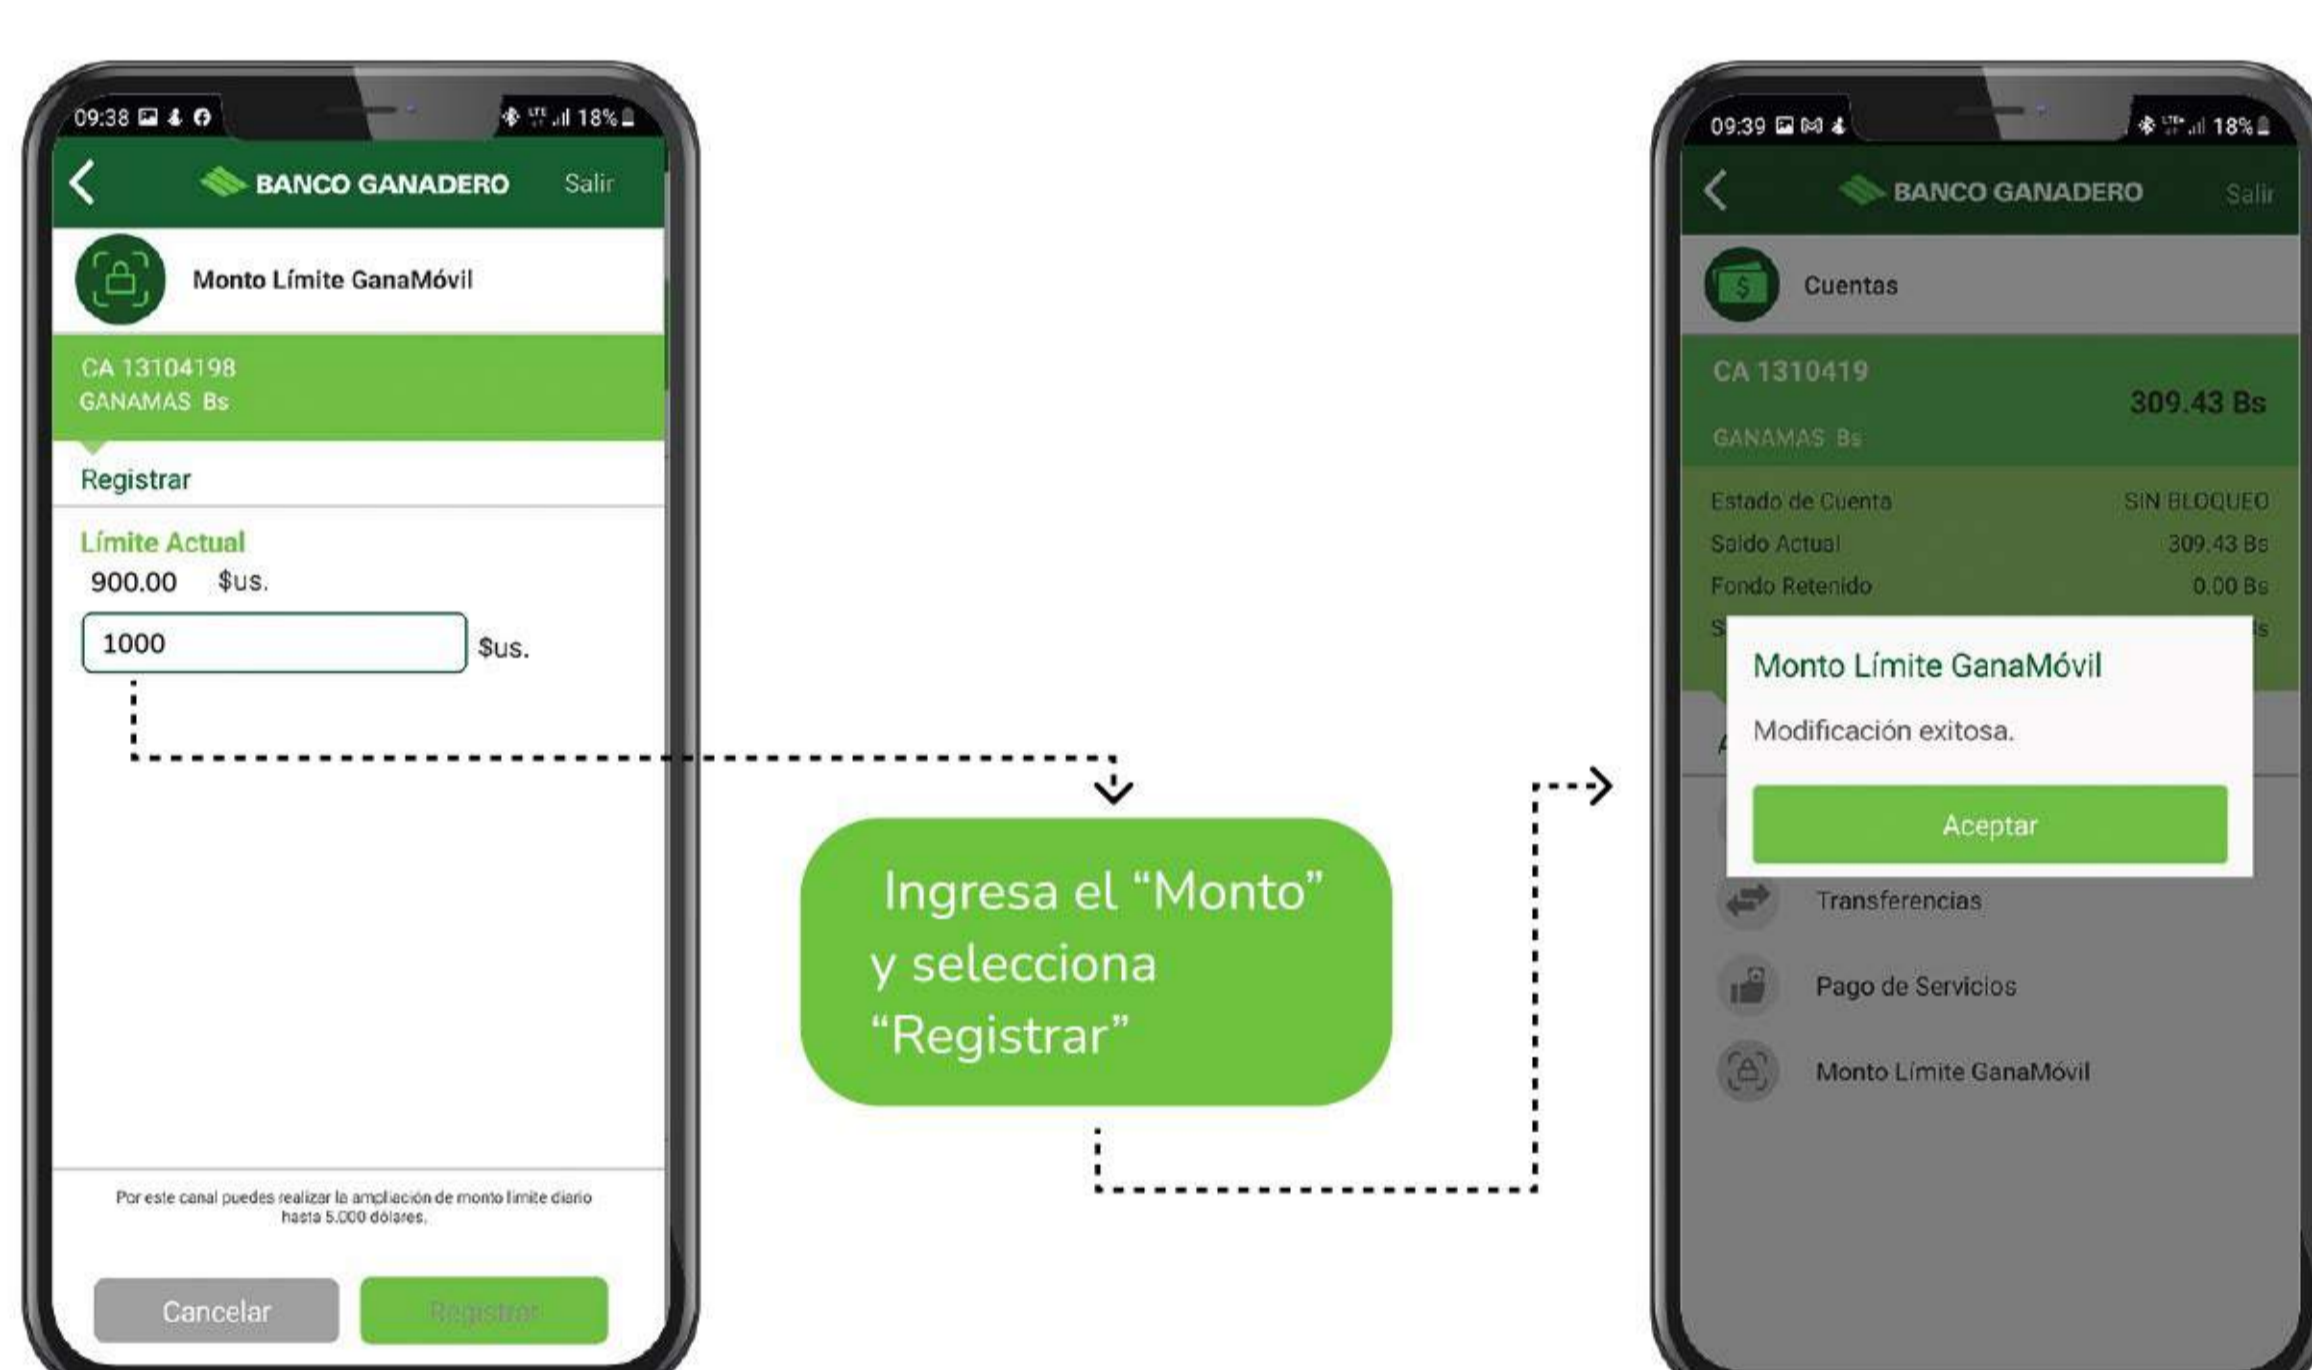 09:38
LTE
18%
BANCO GANADERO
Salir
Monto Límite GanaMóvil
CA 13104198
GANAMAS Bs
Registrar
Límite Actual
900.00 $us.
1000 $us.
Por este canal puedes realizar la ampliación de monto limite diario
hasta 5.000 dólares.
Cancelar
Registrar
Ingresa el “Monto”
y selecciona
“Registrar”
09:39
LTE+
18%
BANCO GANADERO
Salir
Cuentas
CA 1310419
309.43 Bs
GANAMAS Bs
Estado de Cuenta SIN BLOQUEO
Saldo Actual 309.43 Bs
Fondo Retenido 0.00 Bs
Monto Límite GanaMóvil
Modificación exitosa.
Aceptar
Transferencias
Pago de Servicios
Monto Límite GanaMóvil